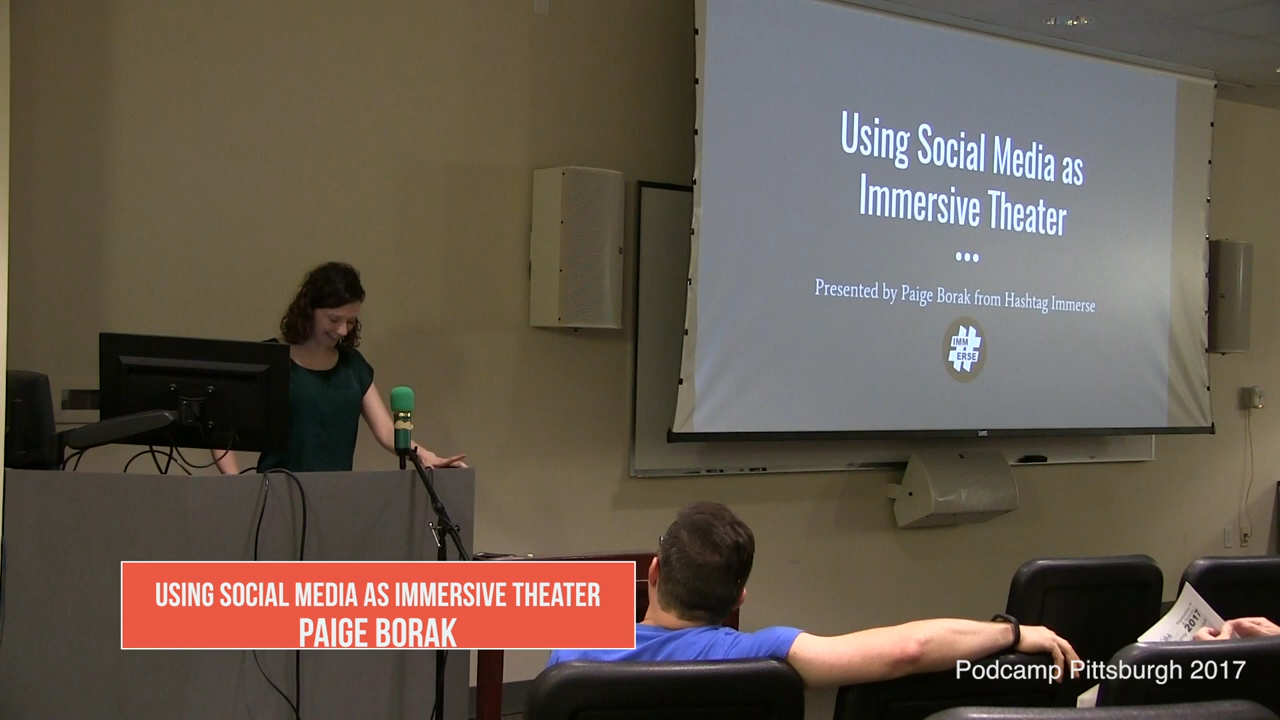 Using Social Media as
Immersive Theater
Presented by Paige Borak from Hashtag Immerse
IMM
ERSE
USING SOCIAL MEDIA AS IMMERSIVE THEATER
PAIGE BORAK
2017
Podcamp Pittsburgh 2017